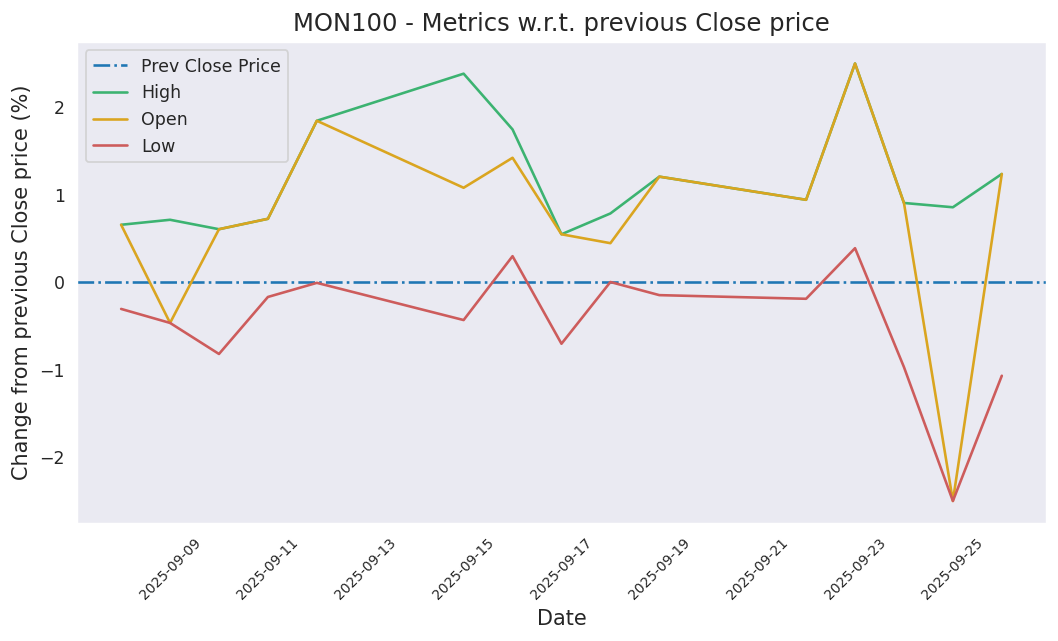 MON100 - Metrics w.r.t. previous Close price
Prev Close Price
High
Open
Low
Change from previous Close price (%)
2
1
0
−1
−2
2025-09-09
2025-09-11
2025-09-13
2025-09-15
2025-09-17
2025-09-19
2025-09-21
2025-09-23
2025-09-25
Date